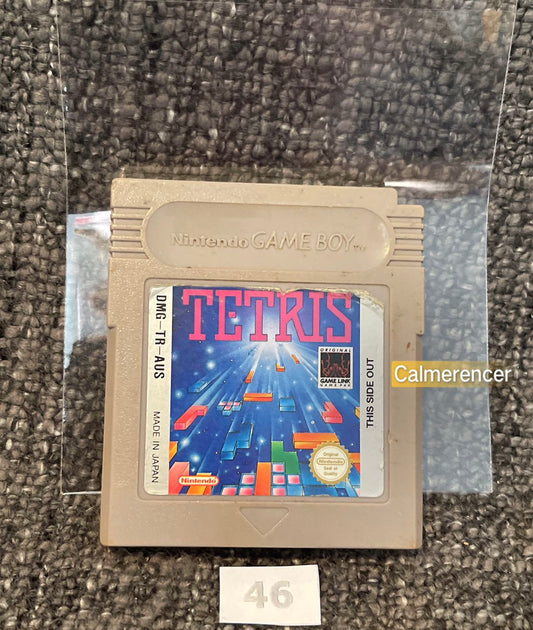 Nintendo GAME BOY TM
TETRIS
DMG-TR-AUS
MADE IN JAPAN
ORIGINAL
GAME LINK
GAME PAK
THIS SIDE OUT
Calmerencer
Original
Nintendo
Seal of
Quality
Nintendo
46